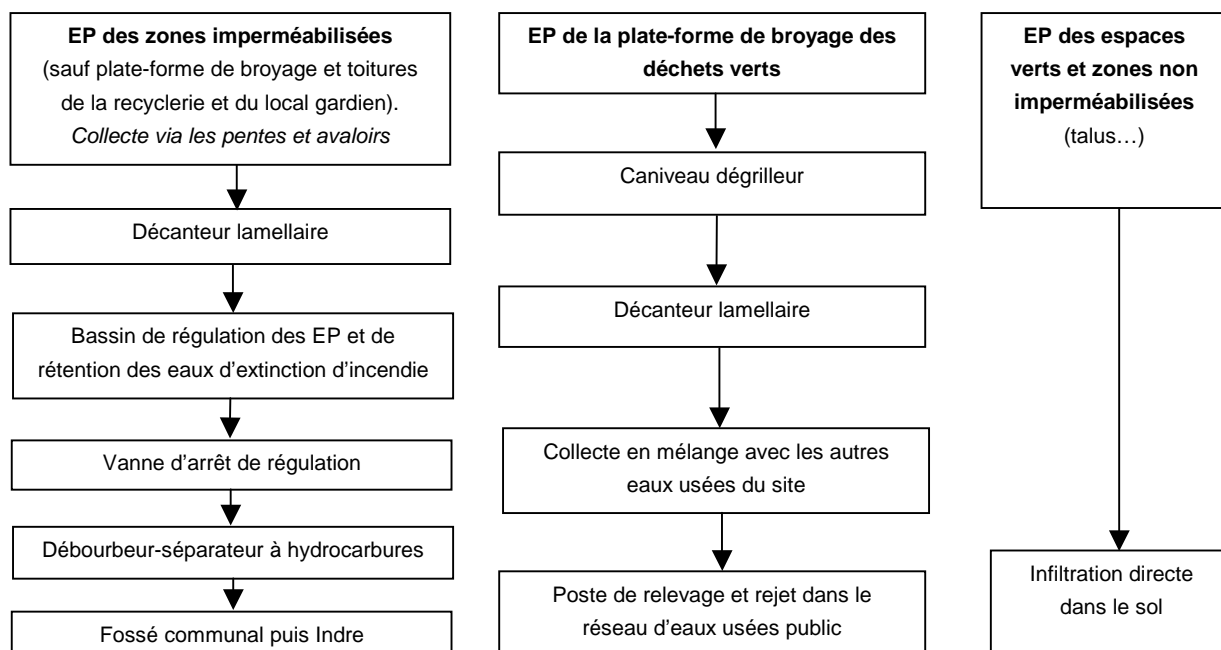 EP des zones imperméabilisées
(sauf plate-forme de broyage et toitures
de la recyclerie et du local gardien).
Collecte via les pentes et avaloirs
Décanteur lamellaire
Bassin de régulation des EP et de
rétention des eaux d’extinction d’incendie
Vanne d’arrêt de régulation
Débourbeur-séparateur à hydrocarbures
Fossé communal puis Indre
EP de la plate-forme de broyage des
déchets verts
Caniveau dégrilleur
Décanteur lamellaire
Collecte en mélange avec les autres
eaux usées du site
Poste de relevage et rejet dans le
réseau d’eaux usées public
EP des espaces
verts et zones non
imperméabilisées
(talus…)
Infiltration directe
dans le sol